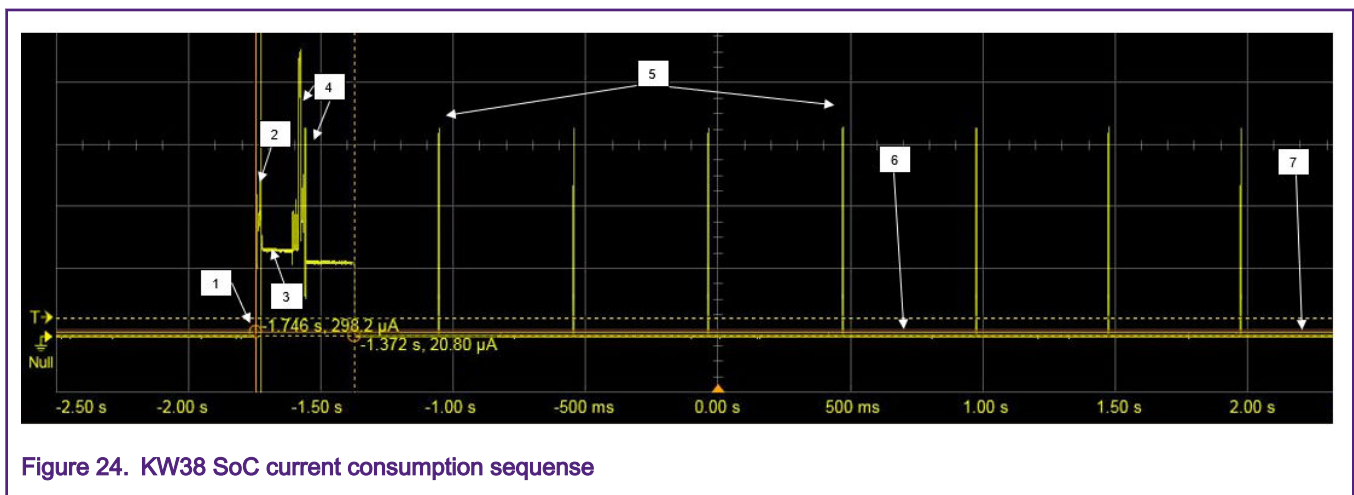 5
4
2
6
7
1
3
T
-1.746 s, 298.2 µA
-1.372 s, 20.80 µA
Null
-2.50 s -2.00 s -1.50 s -1.00 s -500 ms 0.00 s 500 ms 1.00 s 1.50 s 2.00 s
Figure 24. KW38 SoC current consumption sequense